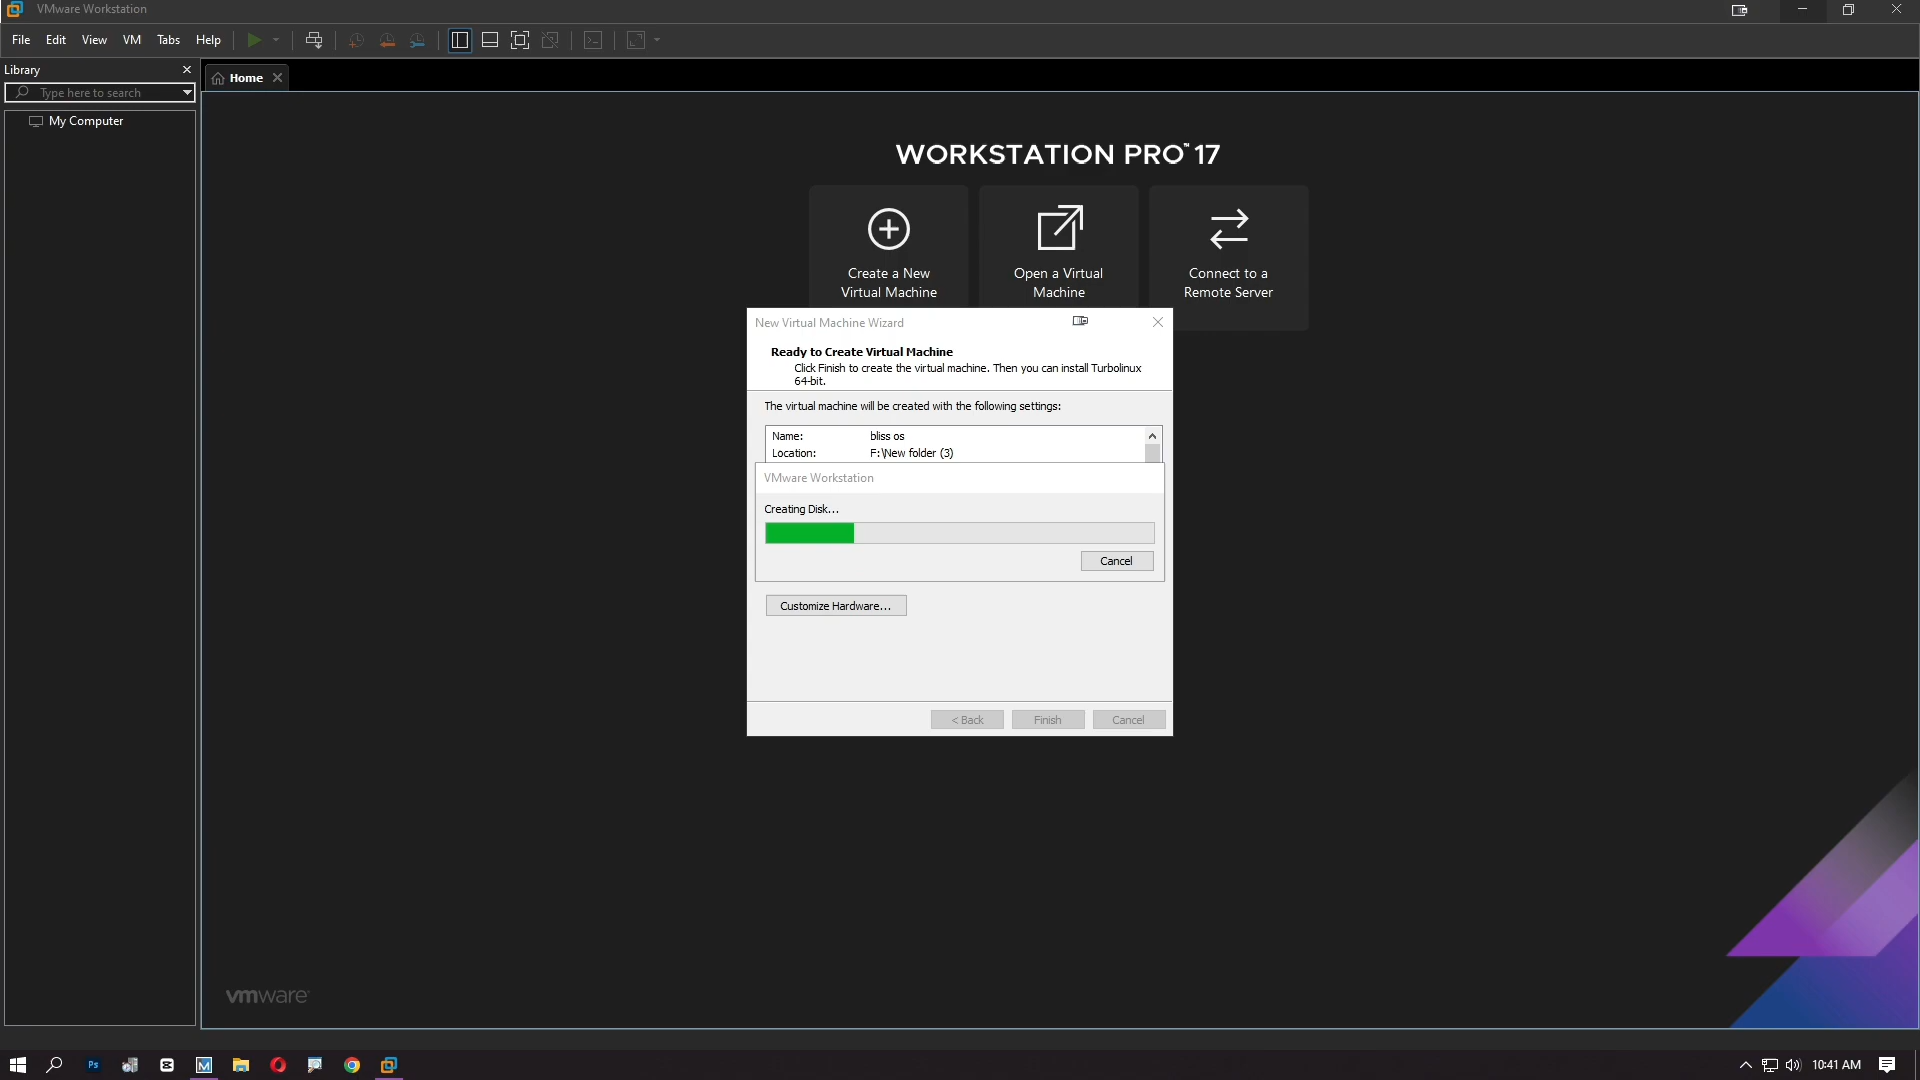 VMware Workstation
File Edit View VM Tabs Help
Library
Home
Type here to search
My Computer
WORKSTATION PRO™ 17
Create a New
Virtual Machine
Open a Virtual
Machine
Connect to a
Remote Server
New Virtual Machine Wizard
Ready to Create Virtual Machine
Click Finish to create the virtual machine. Then you can install Turbolinux
64-bit.
The virtual machine will be created with the following settings:
Name: bliss os
Location: F:\New folder (3)
VMware Workstation
Creating Disk...
Cancel
Customize Hardware...
< Back Finish Cancel
vmware
Ps
M
10:41 AM